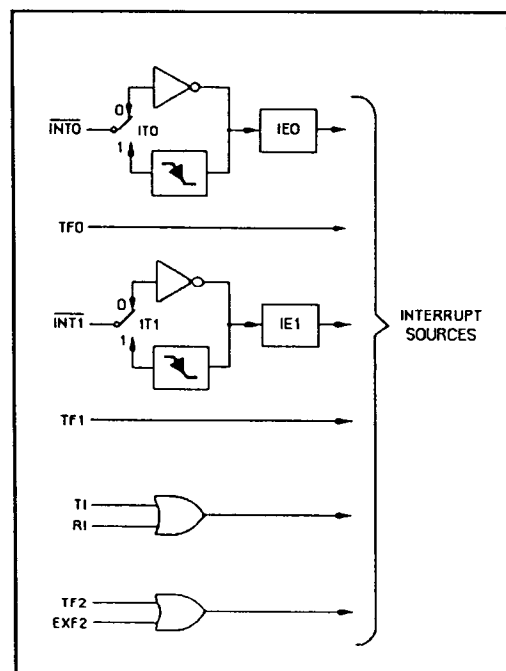 0
INT0
IT0
1
IE0
TF0
0
INT1
IT1
1
IE1
INTERRUPT
SOURCES
TF1
TI
RI
TF2
EXF2